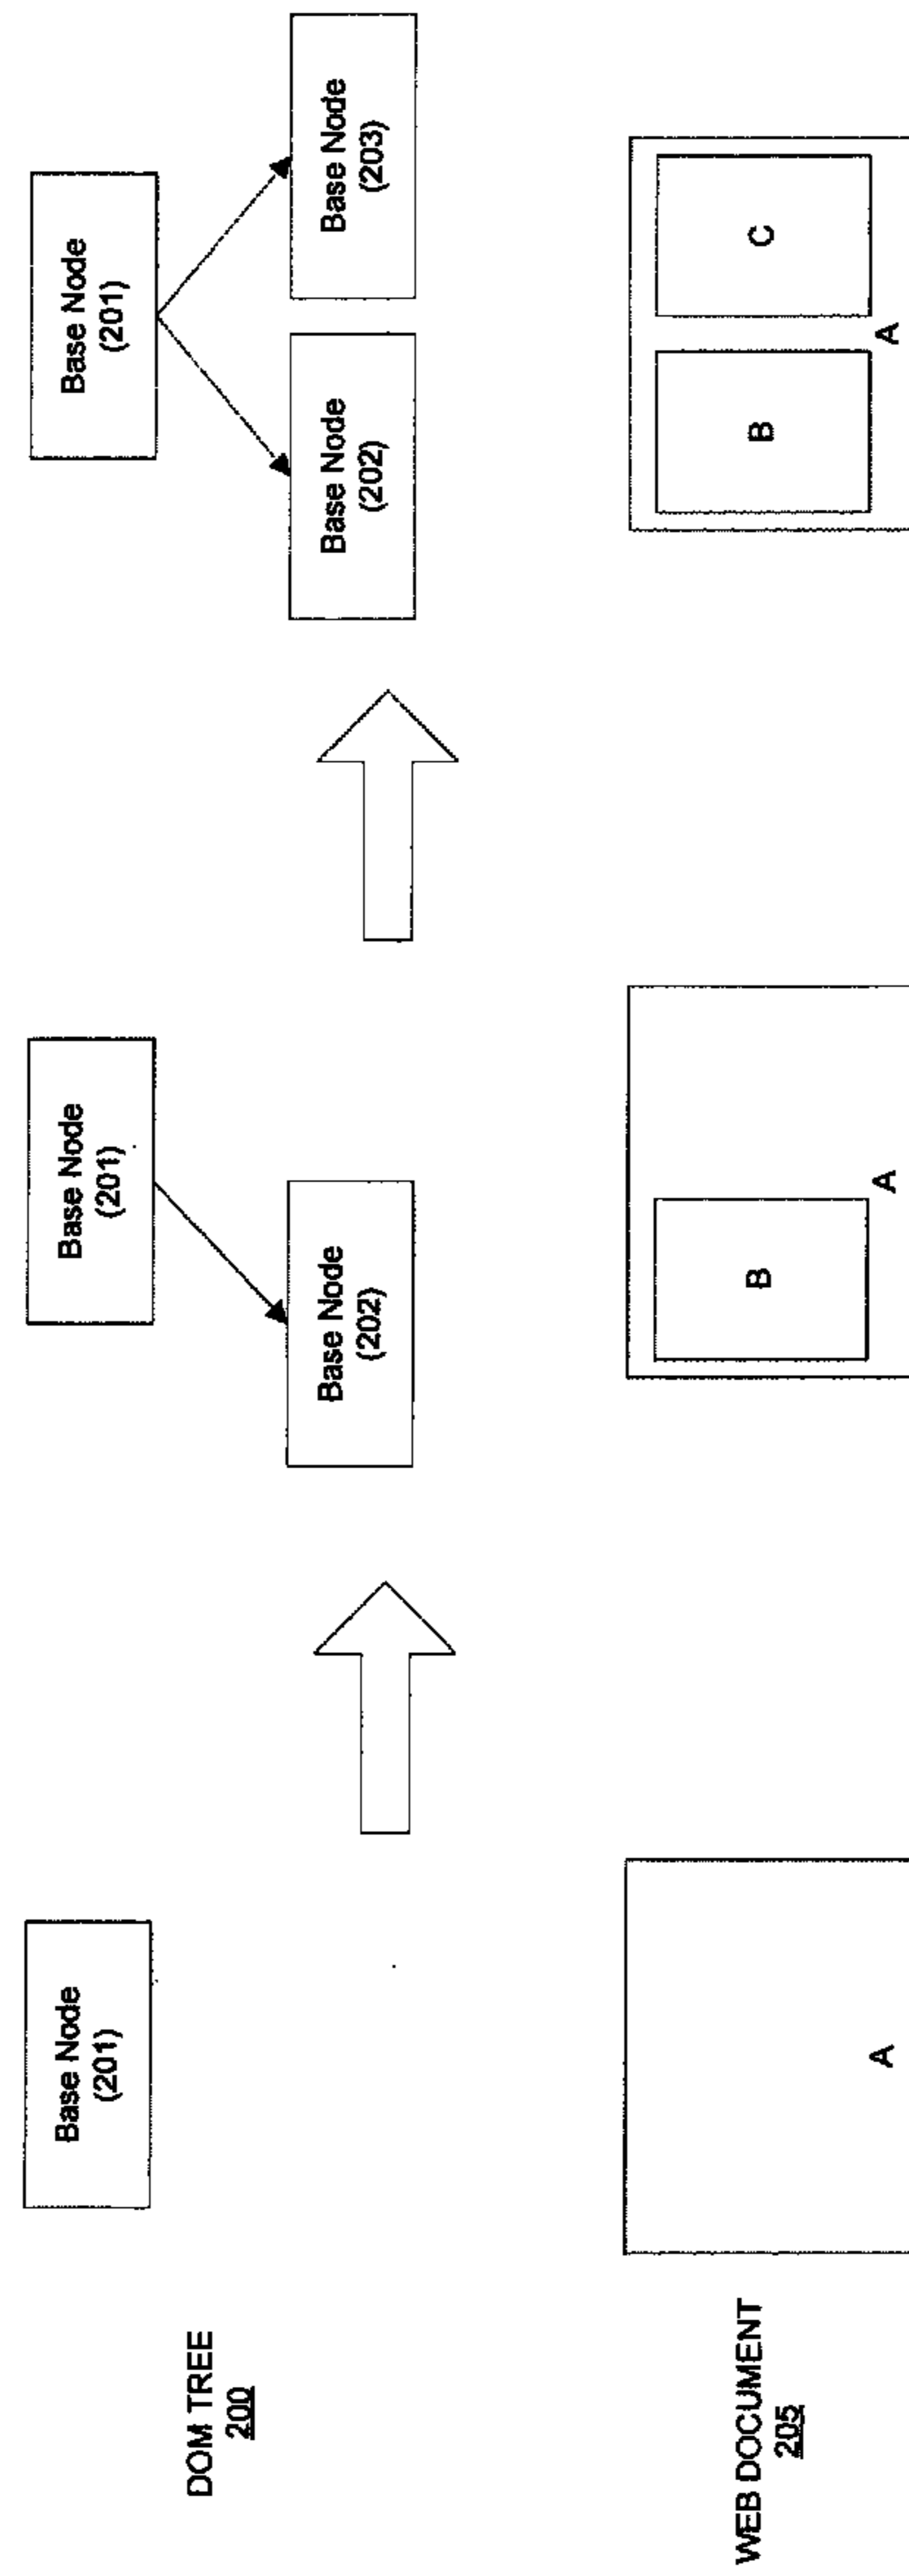 DOM TREE
200
Base Node
(201)
Base Node
(201)
Base Node
(202)
Base Node
(201)
Base Node
(202)
Base Node
(203)
WEB DOCUMENT
205
A
B
A
B
C
A